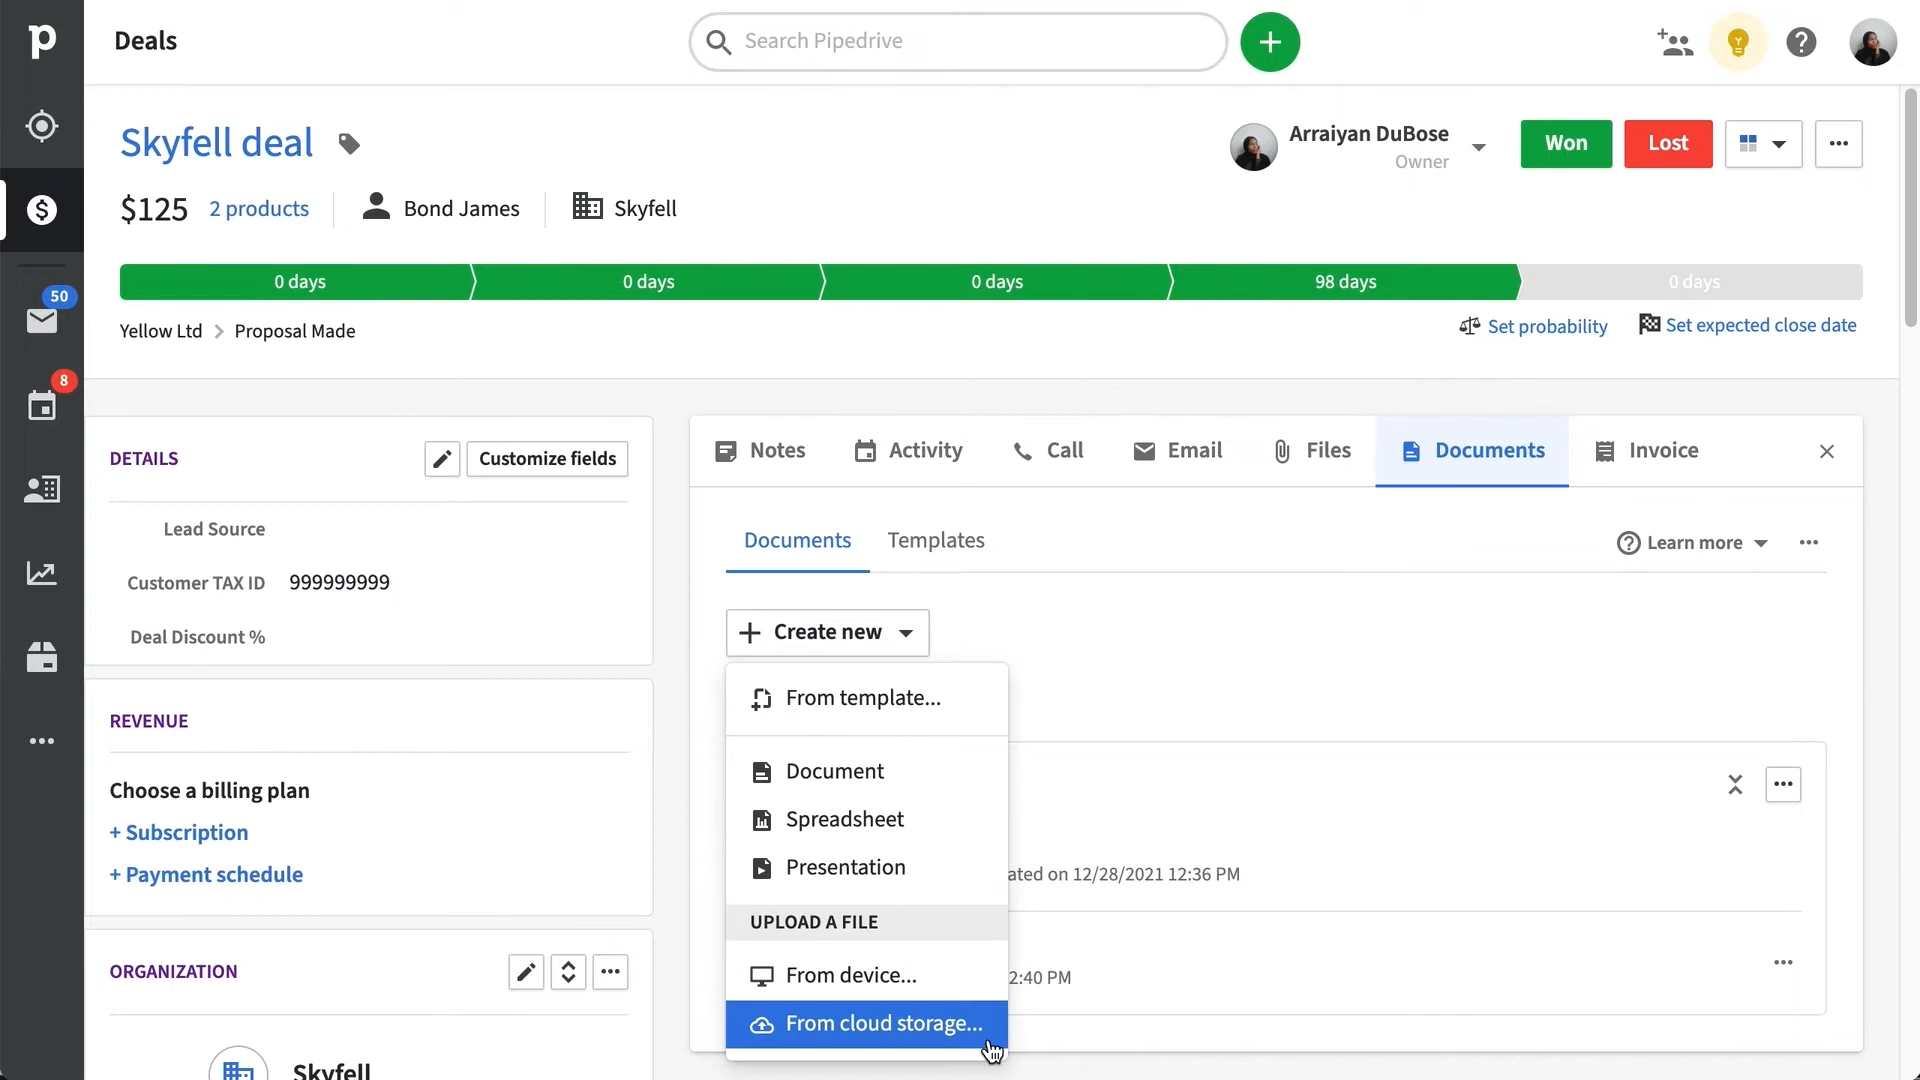 Deals
Search Pipedrive
Skyfell deal
Arraiyan DuBose
Owner
Won
Lost
$125
2 products
Bond James
Skyfell
0 days
0 days
0 days
98 days
0 days
Yellow Ltd
Proposal Made
Set probability
Set expected close date
50
8
DETAILS
Customize fields
Lead Source
Customer TAX ID
999999999
Deal Discount %
REVENUE
Choose a billing plan
+ Subscription
+ Payment schedule
ORGANIZATION
Skyfell
Notes
Activity
Call
Email
Files
Documents
Invoice
Documents
Templates
Learn more
Create new
From template...
Document
Spreadsheet
Presentation
UPLOAD A FILE
From device...
From cloud storage...
ated on 12/28/2021 12:36 PM
2:40 PM